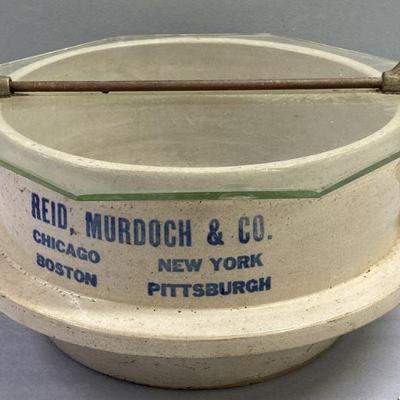 REID, MURDOCH & CO.
CHICAGO NEW YORK
BOSTON PITTSBURGH